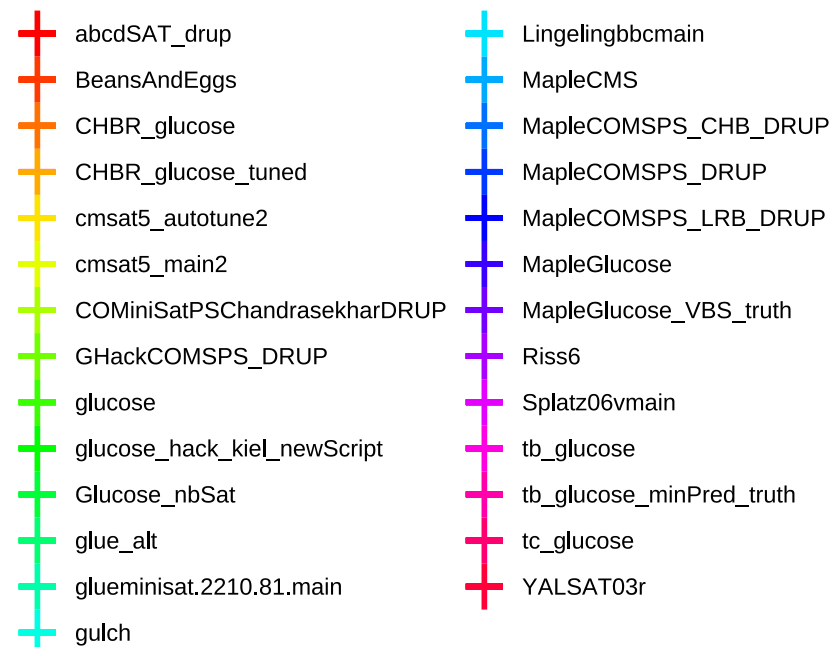 abcdSAT_drup
BeansAndEggs
CHBR_glucose
CHBR_glucose_tuned
cmsat5_autotune2
cmsat5_main2
COMiniSatPSChandrasekharDRUP
GHackCOMSPS_DRUP
glucose
glucose_hack_kiel_newScript
Glucose_nbSat
glue_alt
glueminisat.2210.81.main
gulch
Lingelingbbcmain
MapleCMS
MapleCOMSPS_CHB_DRUP
MapleCOMSPS_DRUP
MapleCOMSPS_LRB_DRUP
MapleGlucose
MapleGlucose_VBS_truth
Riss6
Splatz06vmain
tb_glucose
tb_glucose_minPred_truth
tc_glucose
YALSAT03r